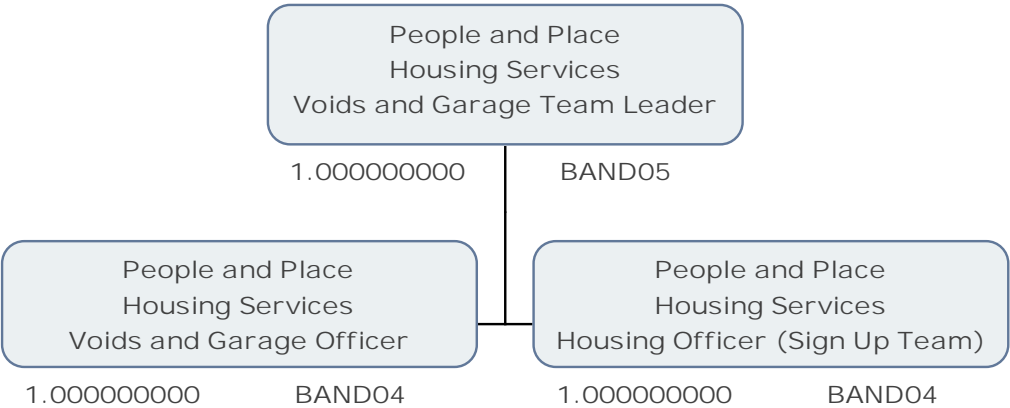 People and Place
Housing Services
Voids and Garage Team Leader
1.000000000 BAND05
People and Place
Housing Services
Voids and Garage Officer
1.000000000 BAND04
People and Place
Housing Services
Housing Officer (Sign Up Team)
1.000000000 BAND04